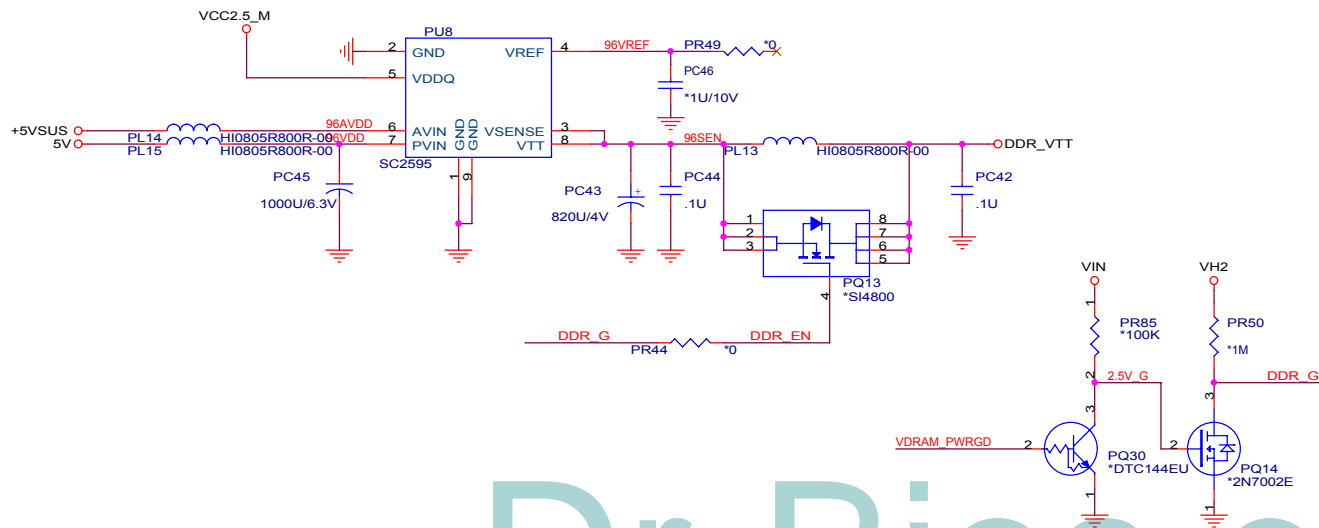 VCC2.5_M
PU8
2
GND
VREF
4
96VREF
PR49
*0
5
VDDQ
PC46
*1U/10V
+5VSUS
5V
PL14
HI0805R800R-00
96AVDD
6
AVIN
GND
GND
VSENSE
3
96SEN
PL15
HI0805R800R-00
96VDD
7
PVIN
VTT
8
PL13
HI0805R800R-00
DDR_VTT
SC2595
1
9
PC45
1000U/6.3V
PC43
+
820U/4V
PC44
.1U
PC42
.1U
1
2
3
8
7
6
5
4
PQ13
*SI4800
DDR_G
PR44
*0
DDR_EN
VIN
VH2
1
PR85
*100K
2
PR50
*1M
2.5V_G
DDR_G
3
3
VDRAM_PWRGD
2
PQ30
*DTC144EU
1
2
PQ14
*2N7002E
1